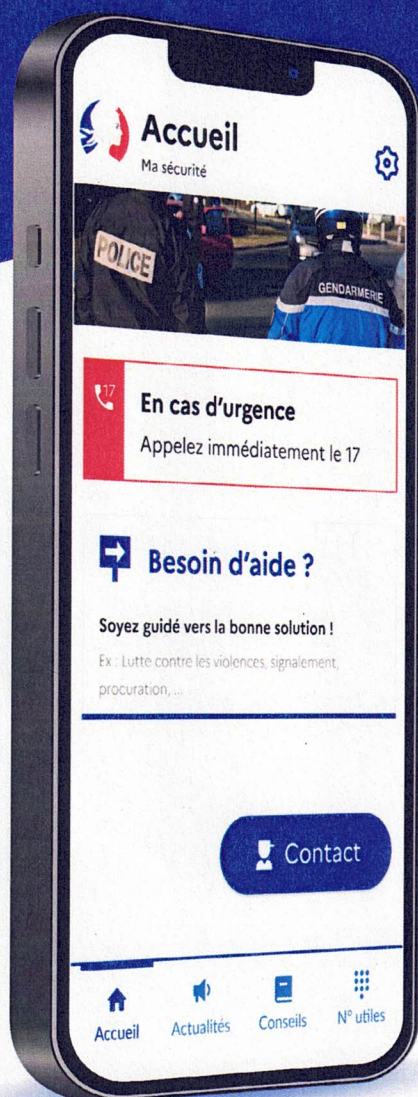 Accueil
Ma sécurité
POLICE
GENDARMERIE
17
En cas d'urgence
Appelez immédiatement le 17
Besoin d'aide ?
Soyez guidé vers la bonne solution !
Ex : Lutte contre les violences, signalement,
procuration, ...
Contact
Accueil
Actualités
Conseils
N° utiles